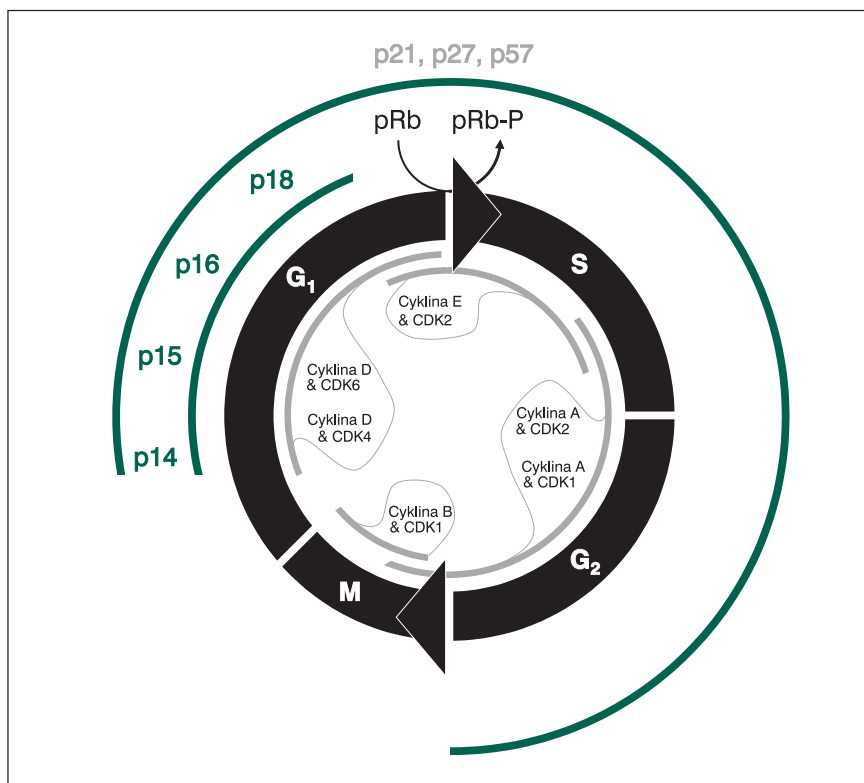 p21, p27, p57
pRb pRb-P
p18
p16
p15
p14
G1
S
Cyklina E
& CDK2
Cyklina D
& CDK6
Cyklina D
& CDK4
Cyklina A
& CDK2
Cyklina A
& CDK1
Cyklina B
& CDK1
M
G2